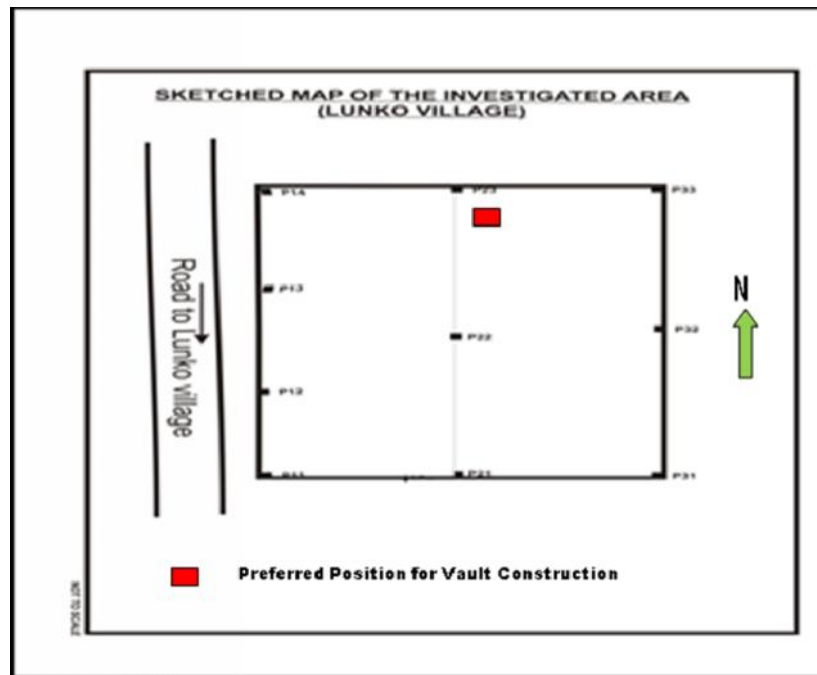 SKETCHED MAP OF THE INVESTIGATED AREA
(LUNKO VILLAGE)
P14
P23
P33
P13
Road to Lunko village
N
P32
P22
P12
P11
P21
P31
Preferred Position for Vault Construction
NOT TO SCALE